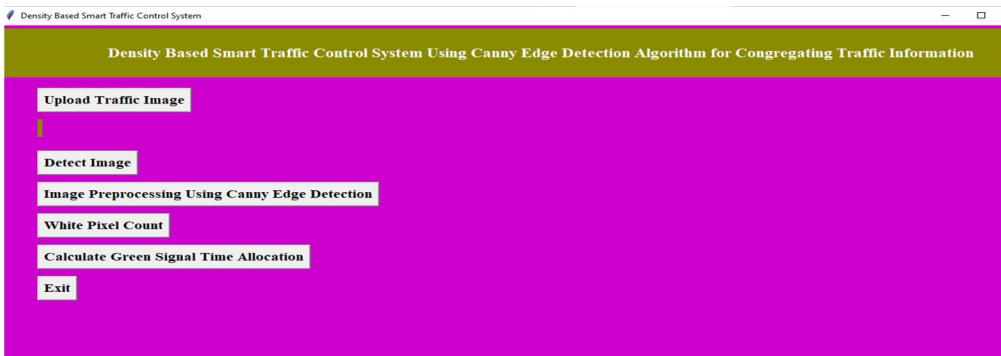 Density Based Smart Traffic Control System
Density Based Smart Traffic Control System Using Canny Edge Detection Algorithm for Congregating Traffic Information
Upload Traffic Image
Detect Image
Image Preprocessing Using Canny Edge Detection
White Pixel Count
Calculate Green Signal Time Allocation
Exit